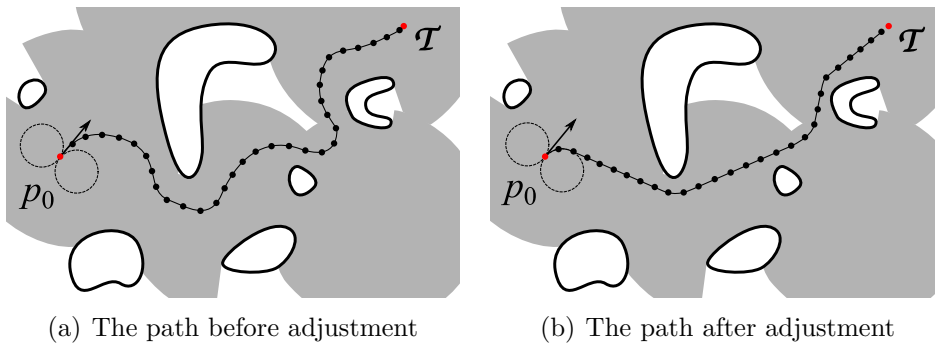 𝒯
𝒯
p₀
p₀
(a) The path before adjustment
(b) The path after adjustment